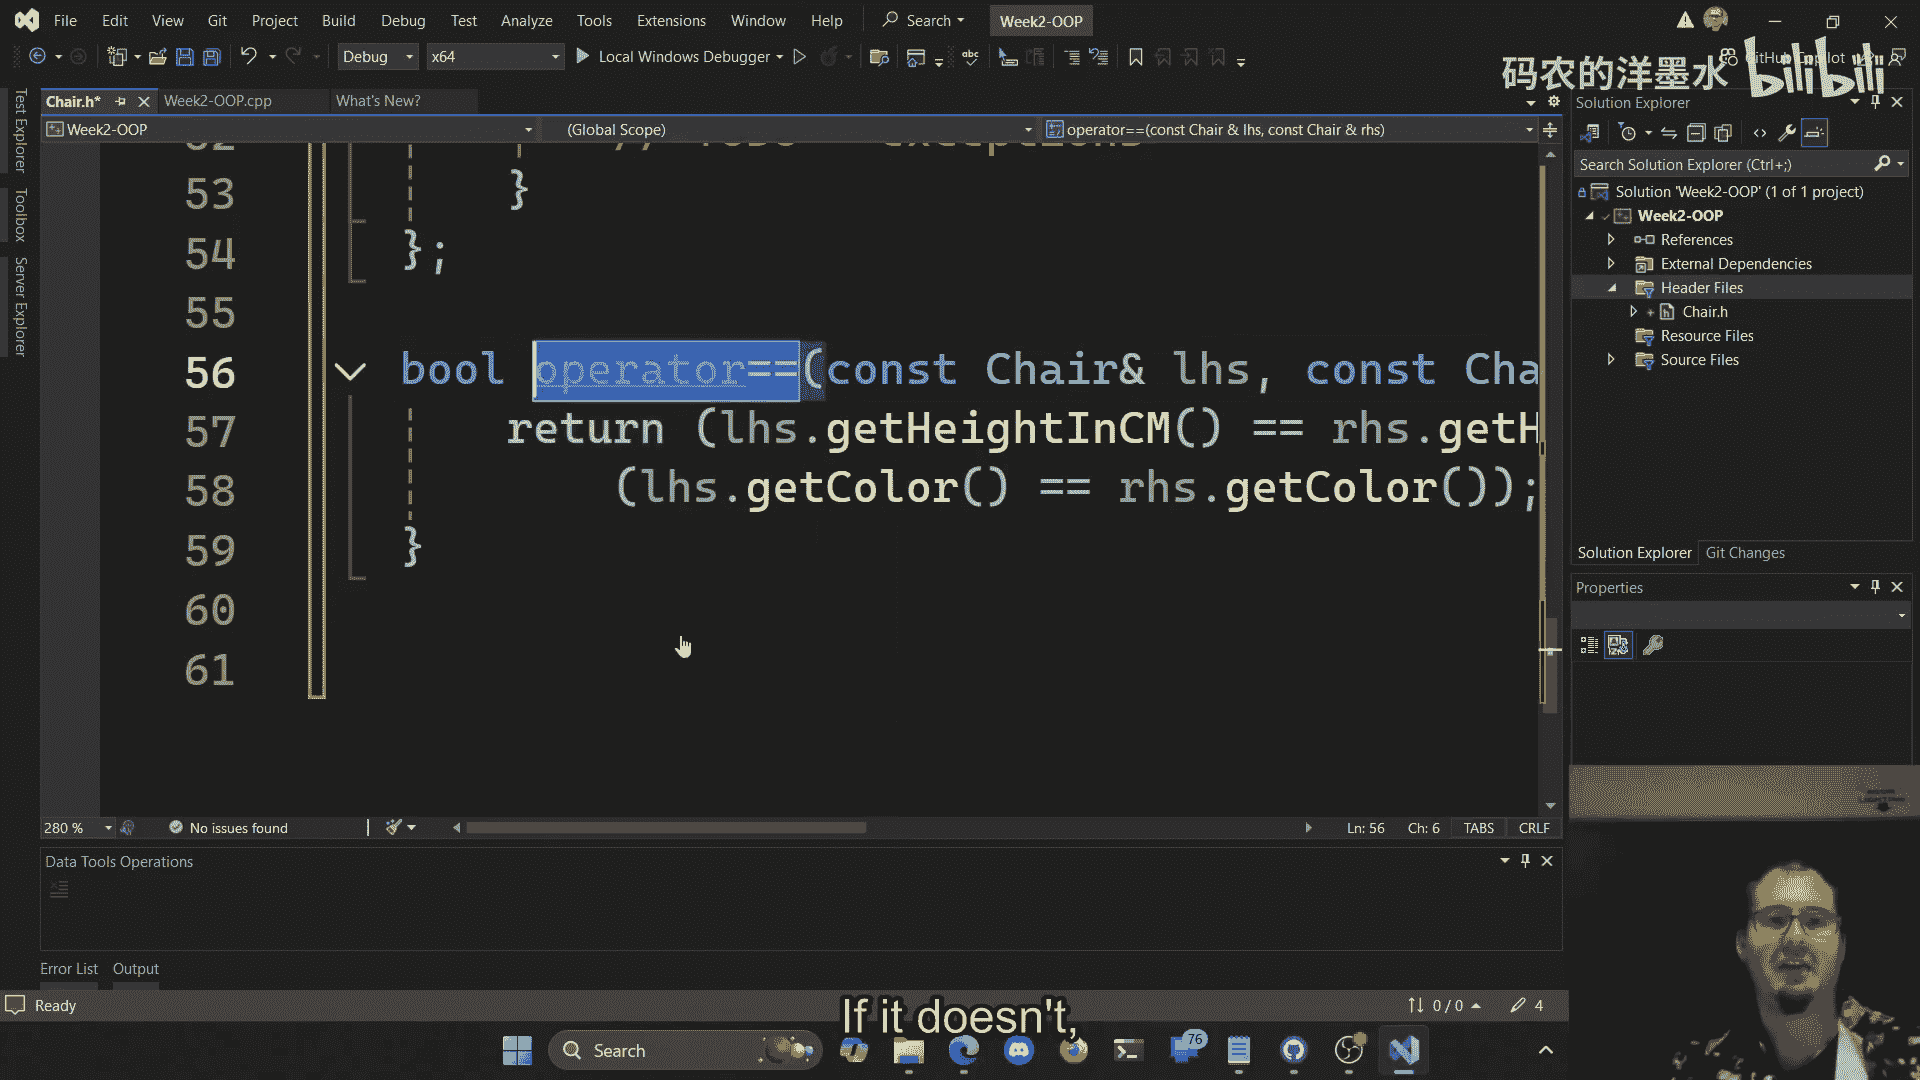 File Edit View Git Project Build Debug Test Analyze Tools Extensions Window Help Search Week2-OOP
Debug x64 Local Windows Debugger GitHub Copilot
码农的洋墨水 bilibili
Test Explorer
Toolbox
Server Explorer
Chair.h* Week2-OOP.cpp What's New?
Week2-OOP (Global Scope) operator==(const Chair & lhs, const Chair & rhs)
53 }
54 };
55
56 bool operator==(const Chair& lhs, const Cha
57 return (lhs.getHeightInCM() == rhs.getH
58 (lhs.getColor() == rhs.getColor());
59 }
60
61
280 % No issues found Ln: 56 Ch: 6 TABS CRLF
Data Tools Operations
Error List Output
Ready 0 / 0 4
Solution Explorer
Search Solution Explorer (Ctrl+;)
Solution 'Week2-OOP' (1 of 1 project)
Week2-OOP
References
External Dependencies
Header Files
Chair.h
Resource Files
Source Files
Solution Explorer Git Changes
Properties
If it doesn't,
Search 76